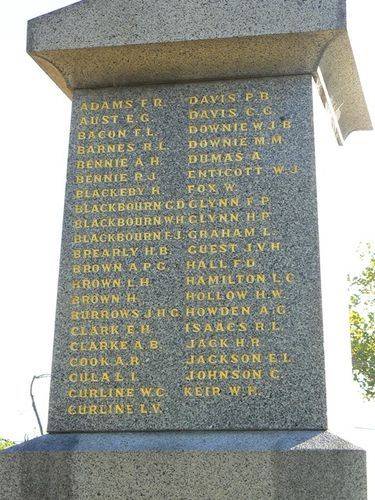 ADAMS F.R.
AUST E.G.
BACON F.L.
BARNES R.L.
BENNIE A.H.
BENNIE R.J.
BLACKEBY H.
BLACKBOURN G.D.
BLACKBOURN W.H.
BLACKBOURN F.J.
BREARLY H.B.
BROWN A.P.G.
BROWN L.H.
BROWN H.
BURROWS J.H.G.
CLARK E.H.
CLARKE A.B.
COOK A.R.
CULA L.I.
CURLINE W.C.
CURLINE L.V.
DAVIS P.B.
DAVIS C.C.
DOWNIE W.J.B.
DOWNIE M.M.
DUMAS A.
ENTICOTT W.J.
FOX W.
GLYNN F.P.
GLYNN H.P.
GRAHAM L.
GUEST J.V.H.
HALL F.D.
HAMILTON L.C.
HOLLOW H.W.
HOWDEN A.G.
ISAACS R.L.
JACK H.R.
JACKSON E.L.
JOHNSON C.
KEIR W.H.